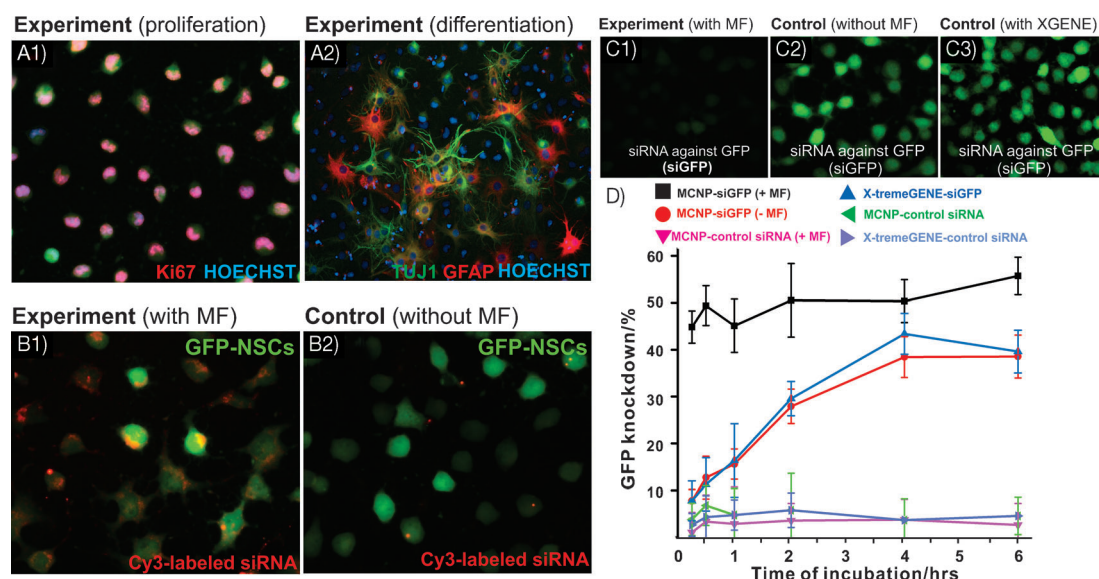 Experiment (proliferation)
A1)
Ki67 HOECHST
Experiment (differentiation)
A2)
TUJ1 GFAP HOECHST
Experiment (with MF)
B1)
GFP-NSCs
Cy3-labeled siRNA
Control (without MF)
B2)
GFP-NSCs
Cy3-labeled siRNA
Experiment (with MF)
C1)
siRNA against GFP
(siGFP)
Control (without MF)
C2)
siRNA against GFP
(siGFP)
Control (with XGENE)
C3)
siRNA against GFP
(siGFP)
D)
MCNP-siGFP (+ MF)
MCNP-siGFP (- MF)
MCNP-control siRNA (+ MF)
X-tremeGENE-siGFP
MCNP-control siRNA
X-tremeGENE-control siRNA
GFP knockdown/%
60
50
40
30
20
10
0
1
2
4
6
Time of incubation/hrs